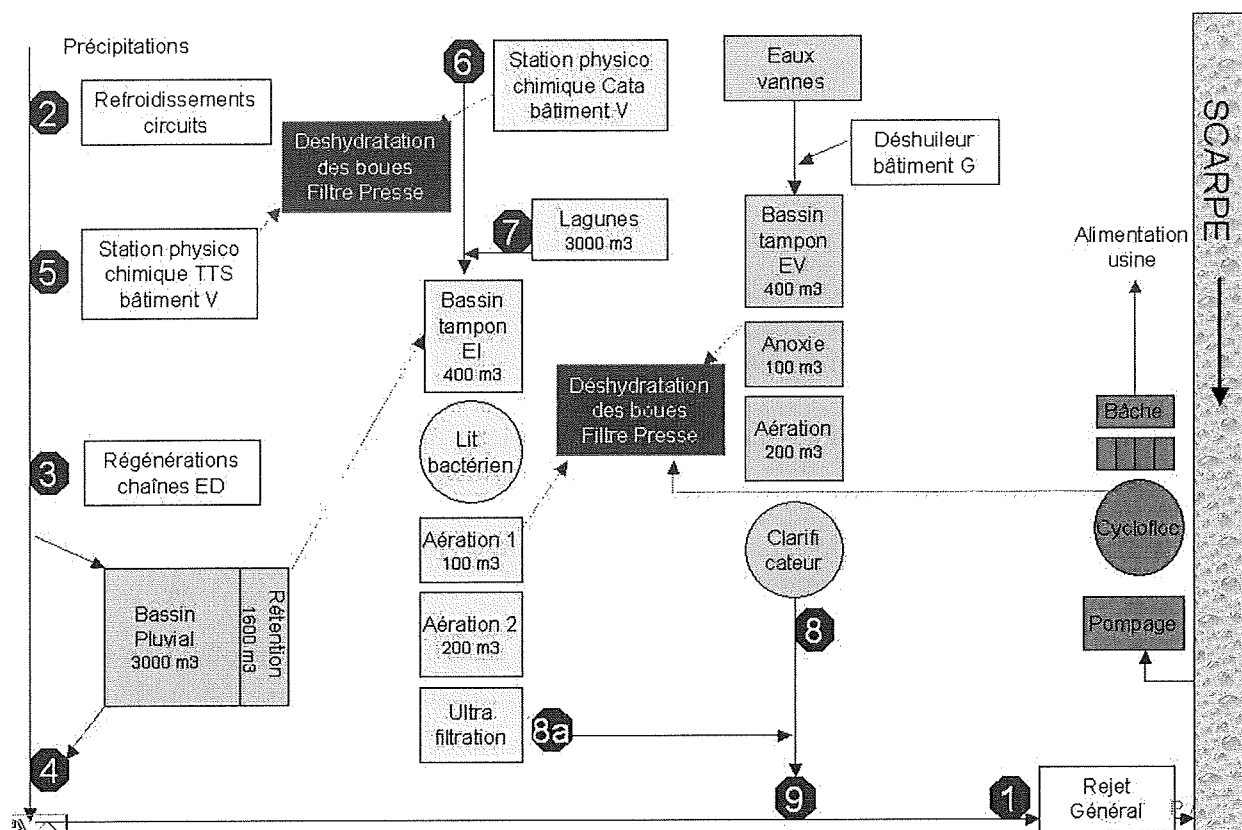 Précipitations
2
Refroidissements
circuits
5
Station physico
chimique TTS
bâtiment V
3
Régénérations
chaînes ED
Bassin
Pluvial
3000 m3
Rétention
1600 m3
4
Deshydratation
des boues
Filtre Presse
6
Station physico
chimique Cata
bâtiment V
7
Lagunes
3000 m3
Bassin
tampon
EI
400 m3
Lit
bactérien
Aération 1
100 m3
Aération 2
200 m3
Ultra
filtration
8a
Déshydratation
des boues
Filtre Presse
Eaux
vannes
Déshuileur
bâtiment G
Bassin
tampon
EV
400 m3
Anoxie
100 m3
Aération
200 m3
Clarifi
cateur
8
9
1
Rejet
Général
Alimentation
usine
Bâche
Cyclofloc
Pompage
SCARPE